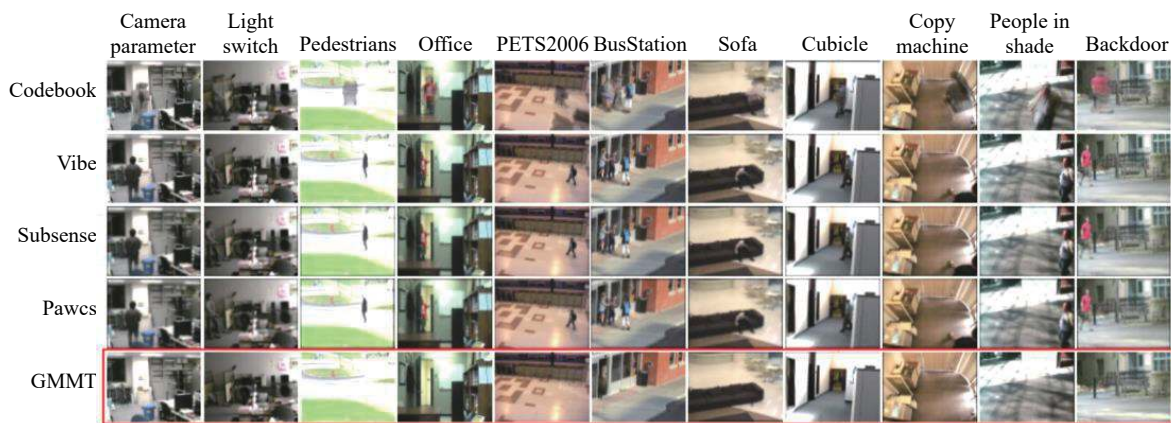 Camera parameter
Light switch
Pedestrians
Office
PETS2006
BusStation
Sofa
Cubicle
Copy machine
People in shade
Backdoor
Codebook
Vibe
Subsense
Pawcs
GMMT